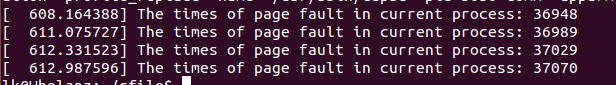 [  608.164388] The times of page fault in current process: 36948
[  611.075727] The times of page fault in current process: 36989
[  612.331523] The times of page fault in current process: 37029
[  612.987596] The times of page fault in current process: 37070